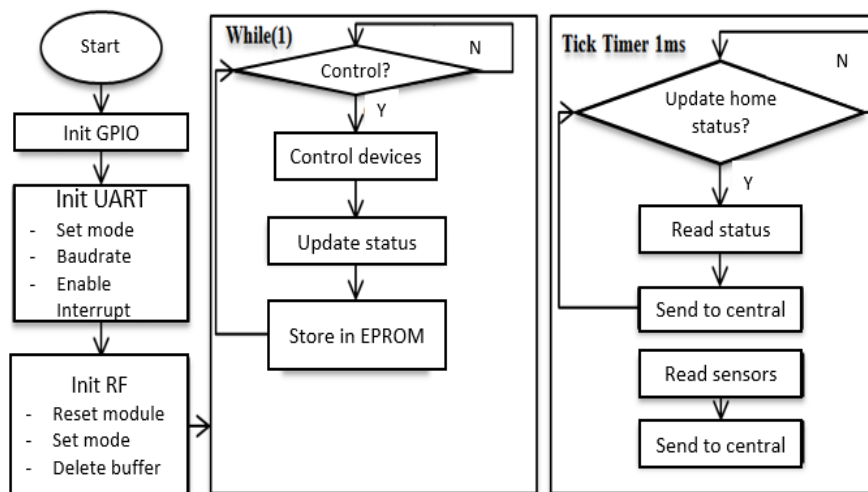 Start
Init GPIO
Init UART
- Set mode
- Baudrate
- Enable
Interrupt
Init RF
- Reset module
- Set mode
- Delete buffer
While(1)
N
Control?
Y
Control devices
Update status
Store in EPROM
Tick Timer 1ms
N
Update home
status?
Y
Read status
Send to central
Read sensors
Send to central